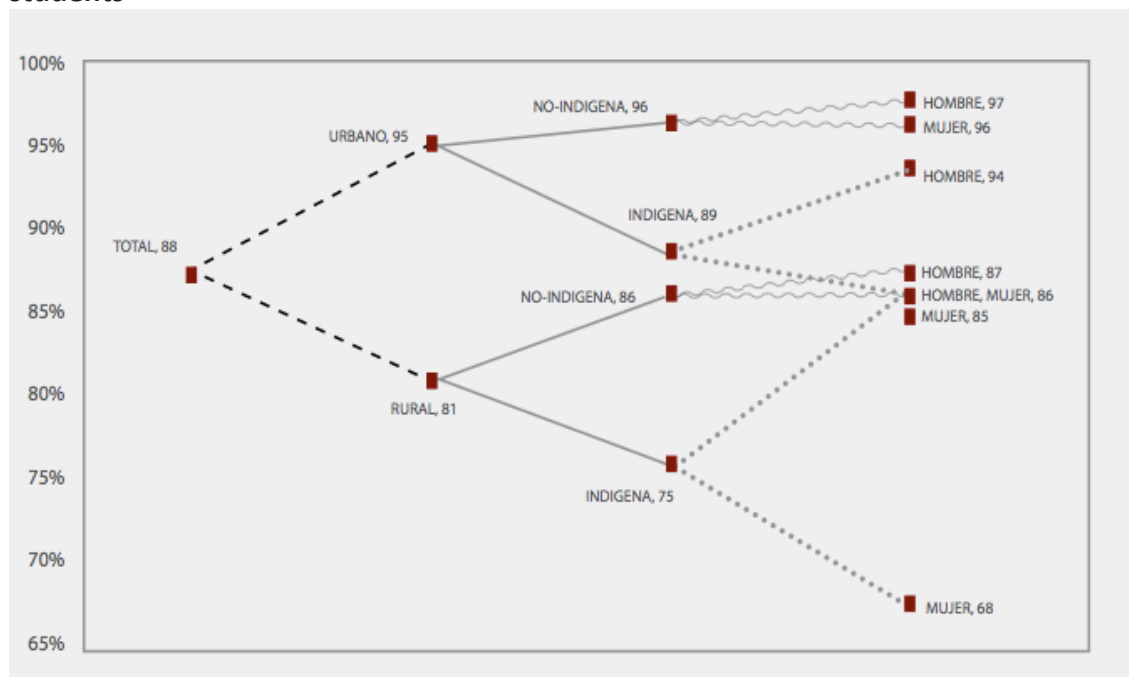 100%
95%
90%
85%
80%
75%
70%
65%
TOTAL, 88
URBANO, 95
RURAL, 81
NO-INDIGENA, 96
INDIGENA, 89
NO-INDIGENA, 86
INDIGENA, 75
HOMBRE, 97
MUJER, 96
HOMBRE, 94
HOMBRE, 87
HOMBRE, MUJER, 86
MUJER, 85
MUJER, 68